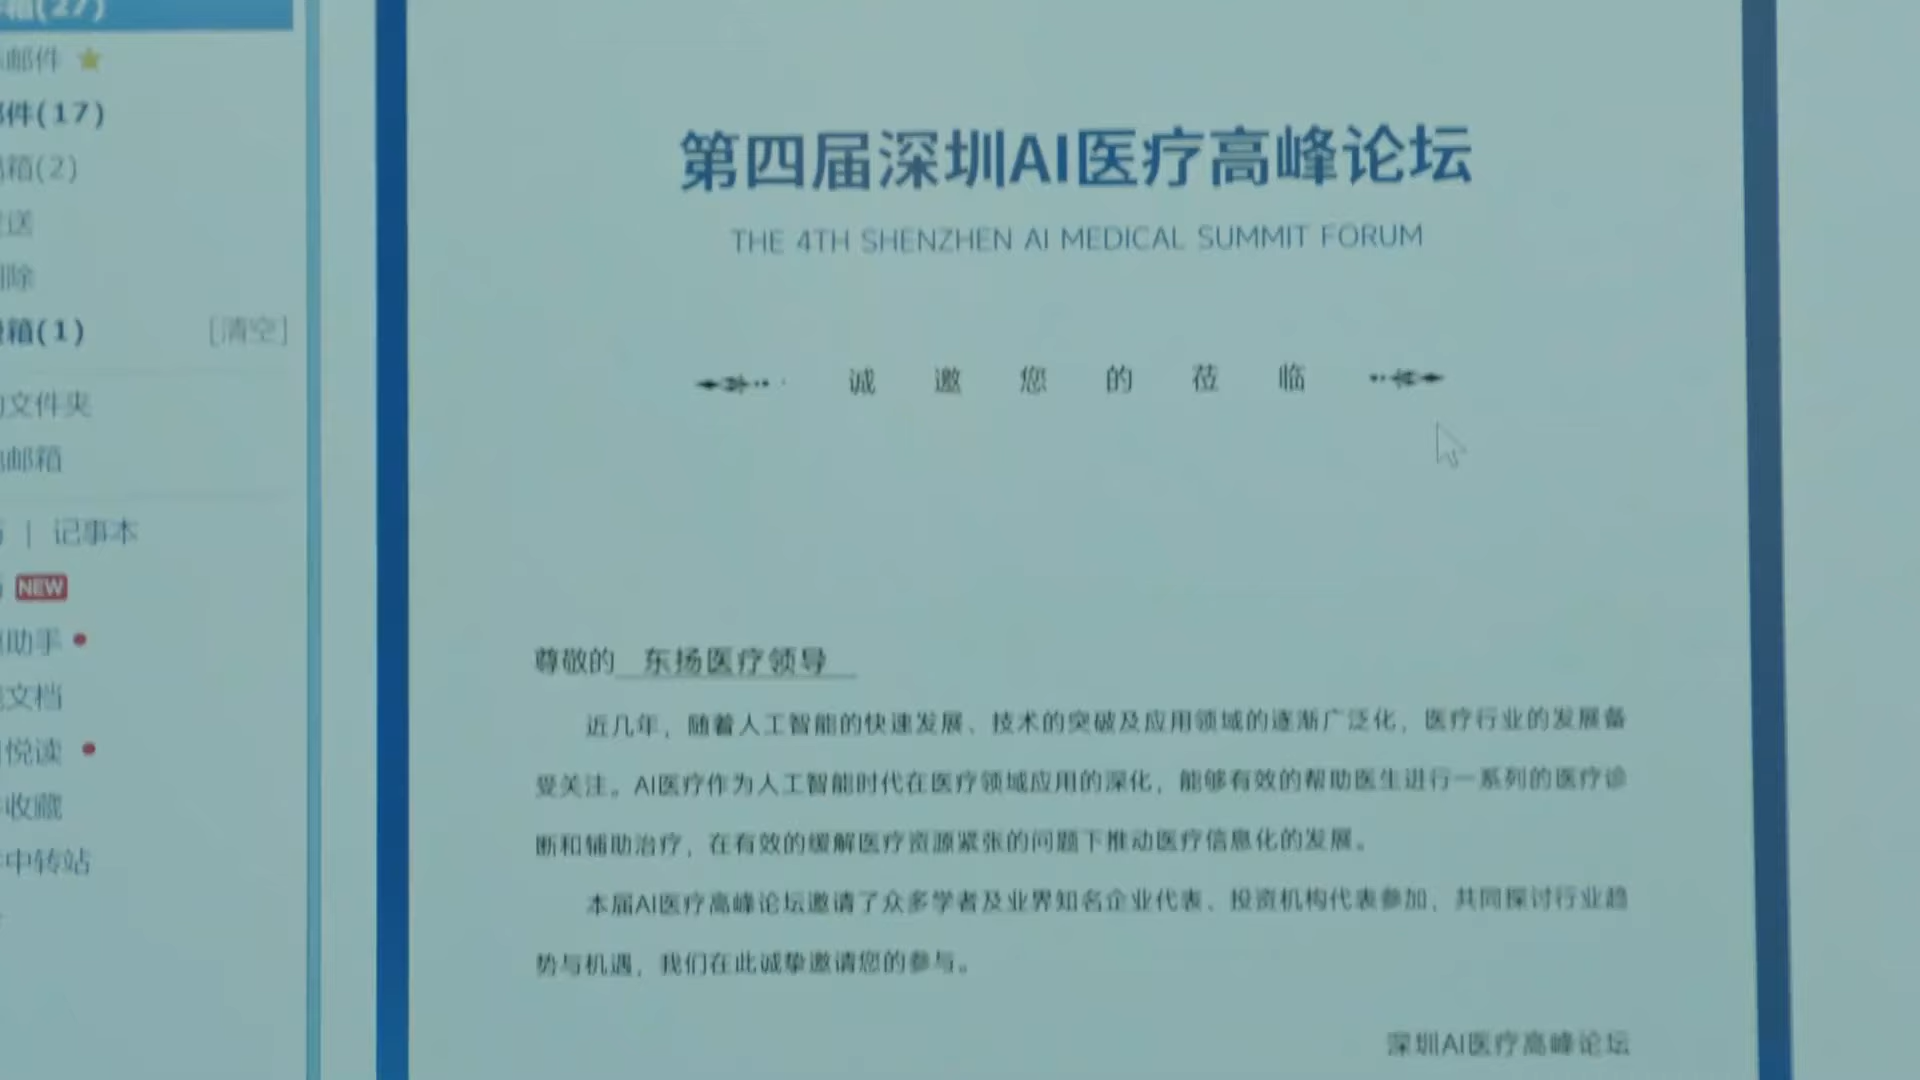 箱(27)
邮件
件(17)
箱(2)
送
除
箱(1) [清空]
文件夹
邮箱
| 记事本
NEW
助手
文档
悦读
收藏
中转站
第四届深圳AI医疗高峰论坛
THE 4TH SHENZHEN AI MEDICAL SUMMIT FORUM
诚邀您的莅临
尊敬的 东扬医疗领导
近几年，随着人工智能的快速发展、技术的突破及应用领域的逐渐广泛化，医疗行业的发展备
受关注。AI医疗作为人工智能时代在医疗领域应用的深化，能够有效的帮助医生进行一系列的医疗诊
断和辅助治疗，在有效的缓解医疗资源紧张的问题下推动医疗信息化的发展。
本届AI医疗高峰论坛邀请了众多学者及业界知名企业代表、投资机构代表参加，共同探讨行业趋
势与机遇，我们在此诚挚邀请您的参与。
深圳AI医疗高峰论坛